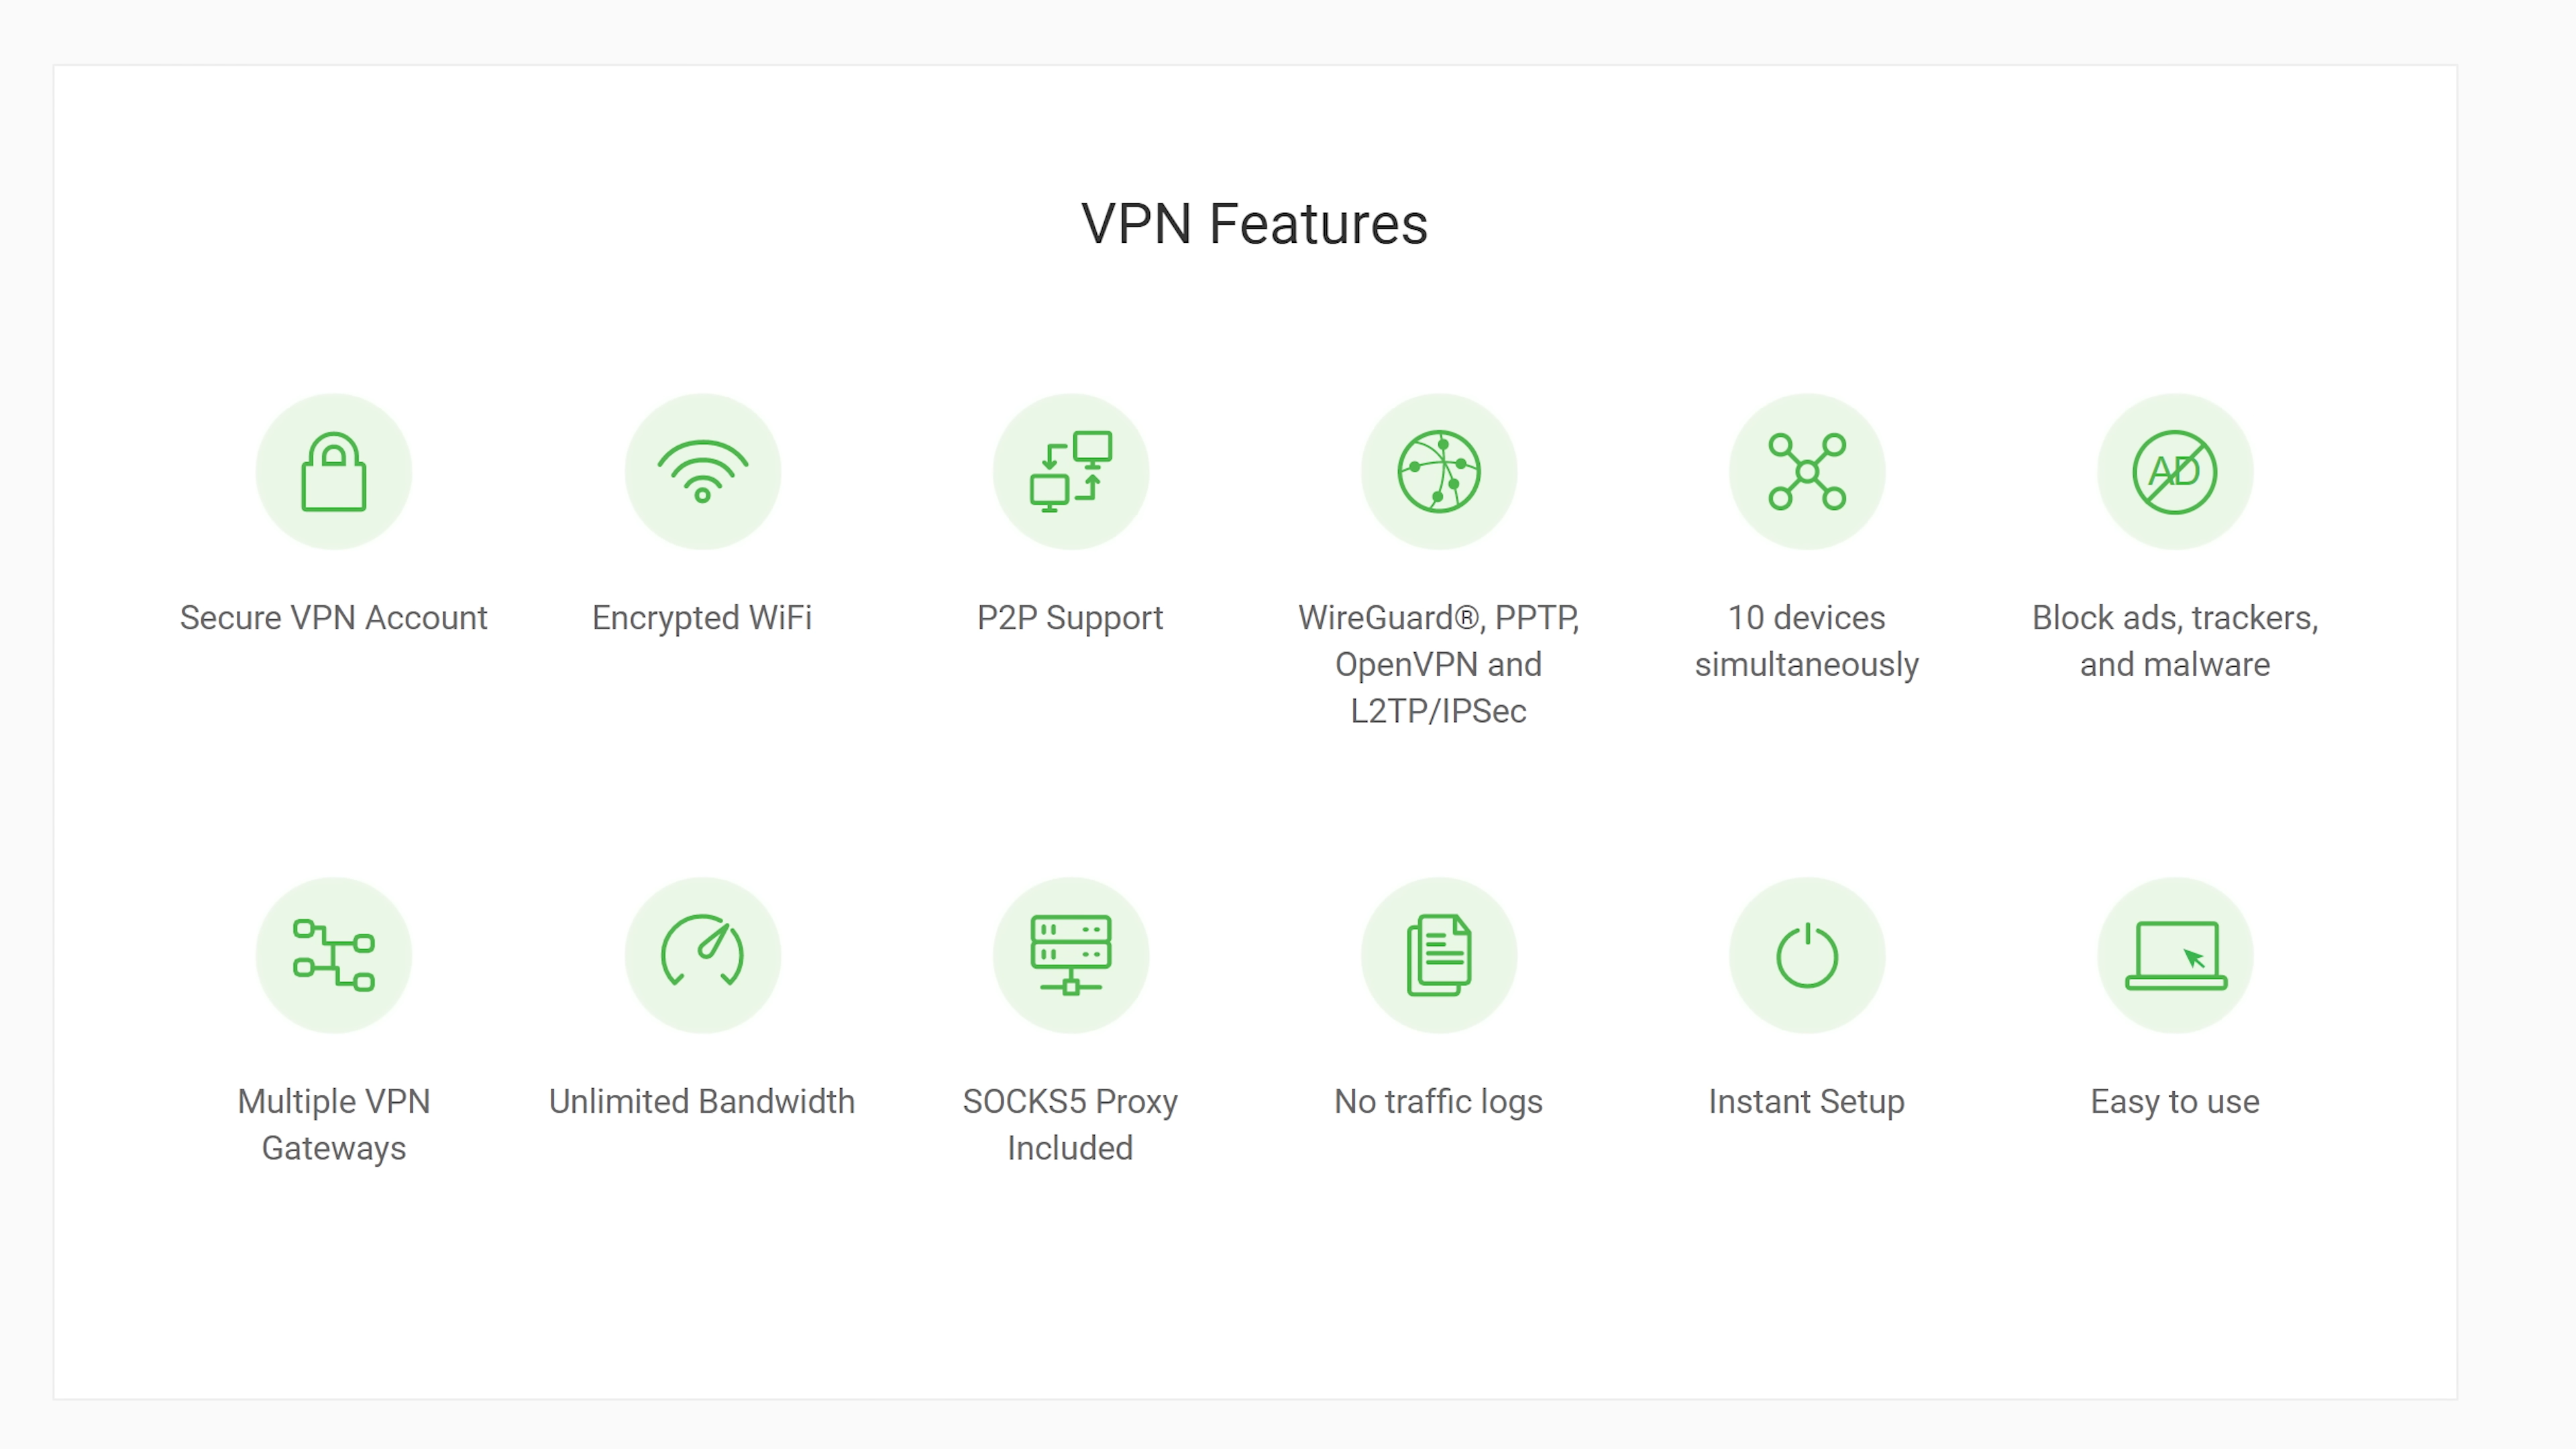 VPN Features
Secure VPN Account
Encrypted WiFi
P2P Support
WireGuard®, PPTP,
OpenVPN and
L2TP/IPSec
10 devices
simultaneously
AD
Block ads, trackers,
and malware
Multiple VPN
Gateways
Unlimited Bandwidth
SOCKS5 Proxy
Included
No traffic logs
Instant Setup
Easy to use